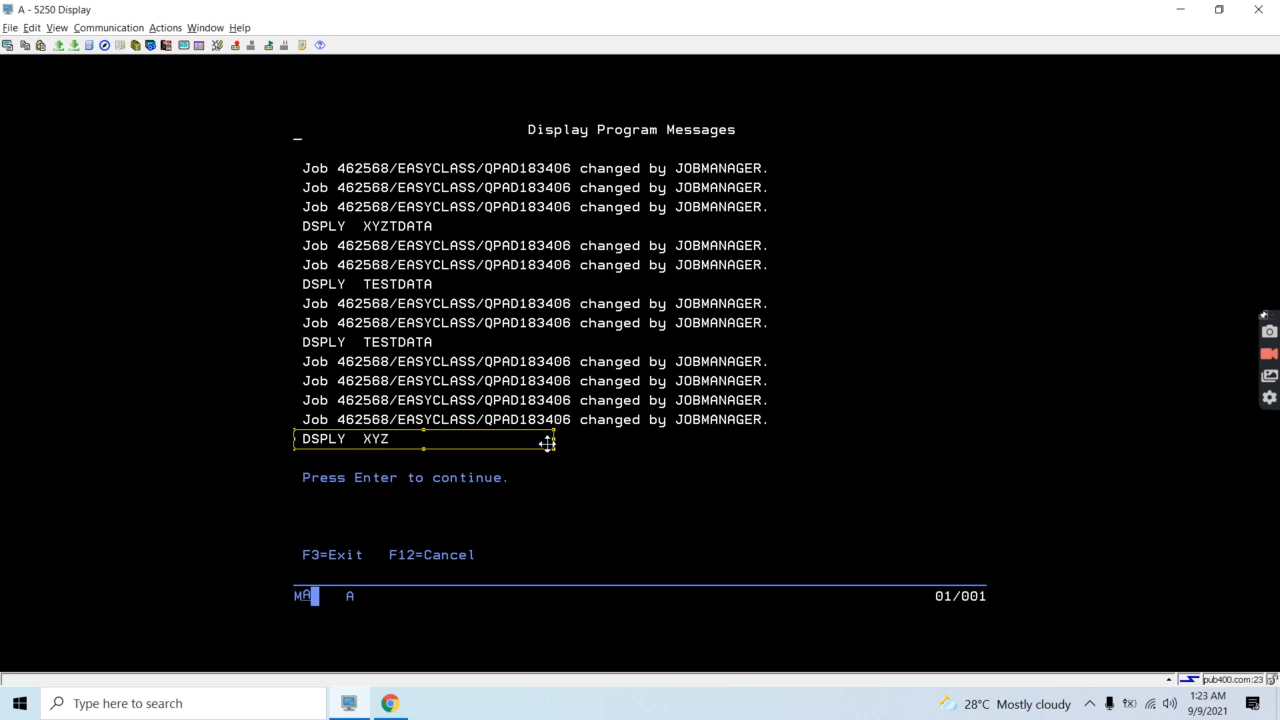 A - 5250 Display
File Edit View Communication Actions Window Help
Display Program Messages
Job 462568/EASYCLASS/QPAD183406 changed by JOBMANAGER.
Job 462568/EASYCLASS/QPAD183406 changed by JOBMANAGER.
Job 462568/EASYCLASS/QPAD183406 changed by JOBMANAGER.
DSPLY  XYZTDATA
Job 462568/EASYCLASS/QPAD183406 changed by JOBMANAGER.
Job 462568/EASYCLASS/QPAD183406 changed by JOBMANAGER.
DSPLY  TESTDATA
Job 462568/EASYCLASS/QPAD183406 changed by JOBMANAGER.
Job 462568/EASYCLASS/QPAD183406 changed by JOBMANAGER.
DSPLY  TESTDATA
Job 462568/EASYCLASS/QPAD183406 changed by JOBMANAGER.
Job 462568/EASYCLASS/QPAD183406 changed by JOBMANAGER.
Job 462568/EASYCLASS/QPAD183406 changed by JOBMANAGER.
Job 462568/EASYCLASS/QPAD183406 changed by JOBMANAGER.
DSPLY  XYZ
Press Enter to continue.
F3=Exit   F12=Cancel
MA A 01/001
pub400.com:23
Type here to search
28°C Mostly cloudy
1:23 AM
9/9/2021